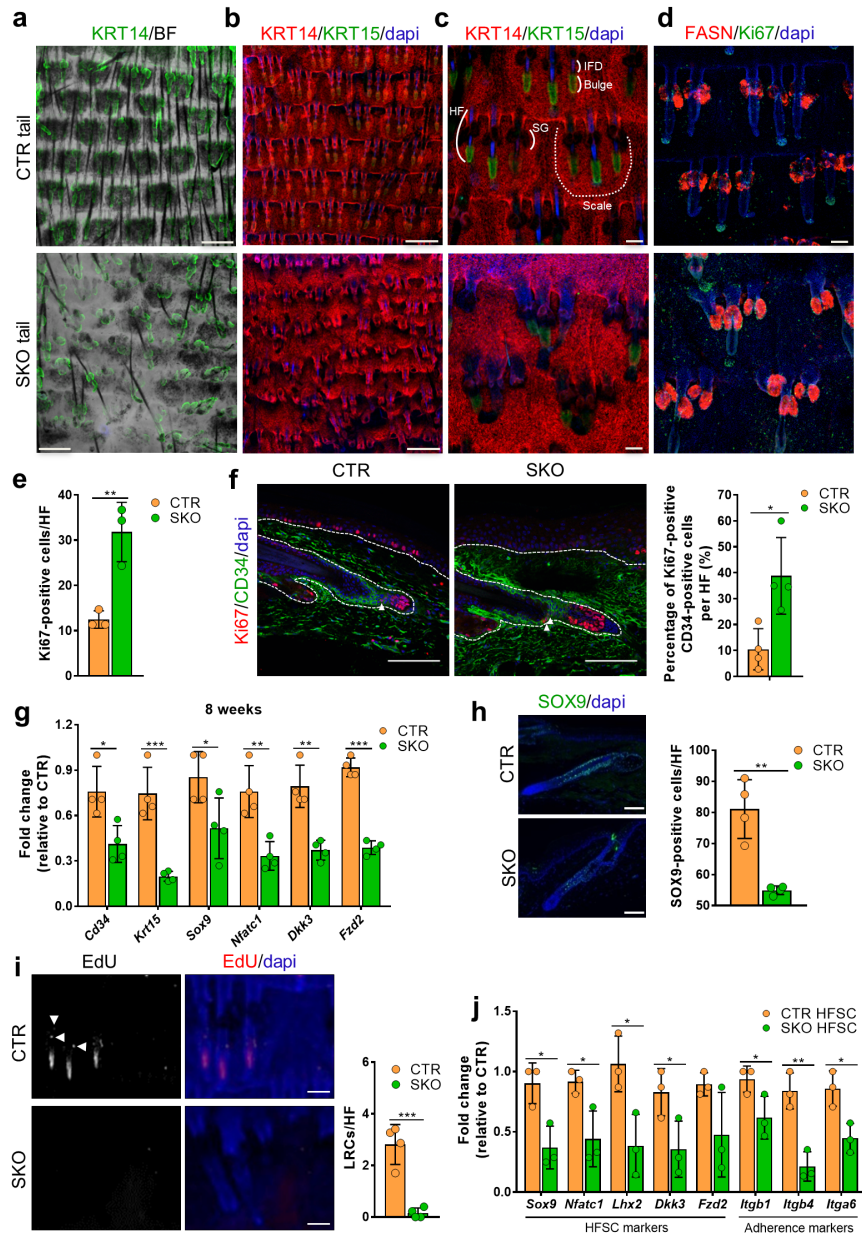 a
KRT14/BF
b
KRT14/KRT15/dapi
c
KRT14/KRT15/dapi
d
FASN/Ki67/dapi
CTR tail
IFD
Bulge
HF
SG
Scale
SKO tail
e
Ki67-positive cells/HF
40
30
20
10
0
**
CTR
SKO
f
CTR
SKO
Ki67/CD34/dapi
Percentage of Ki67-positive
CD34-positive cells
per HF (%)
70
60
50
40
30
20
10
0
*
CTR
SKO
g
8 weeks
Fold change
(relative to CTR)
1.2
0.9
0.6
0.3
0.0
*
***
*
**
**
***
CTR
SKO
Cd34
Krt15
Sox9
Nfatc1
Dkk3
Fzd2
h
SOX9/dapi
CTR
SKO
SOX9-positive cells/HF
100
90
80
70
60
50
**
CTR
SKO
i
EdU
EdU/dapi
CTR
SKO
LRCs/HF
6
4
2
0
***
CTR
SKO
j
Fold change
(relative to CTR)
1.5
1.0
0.5
0.0
*
*
*
*
*
**
*
CTR HFSC
SKO HFSC
Sox9
Nfatc1
Lhx2
Dkk3
Fzd2
Itgb1
Itgb4
Itga6
HFSC markers
Adherence markers